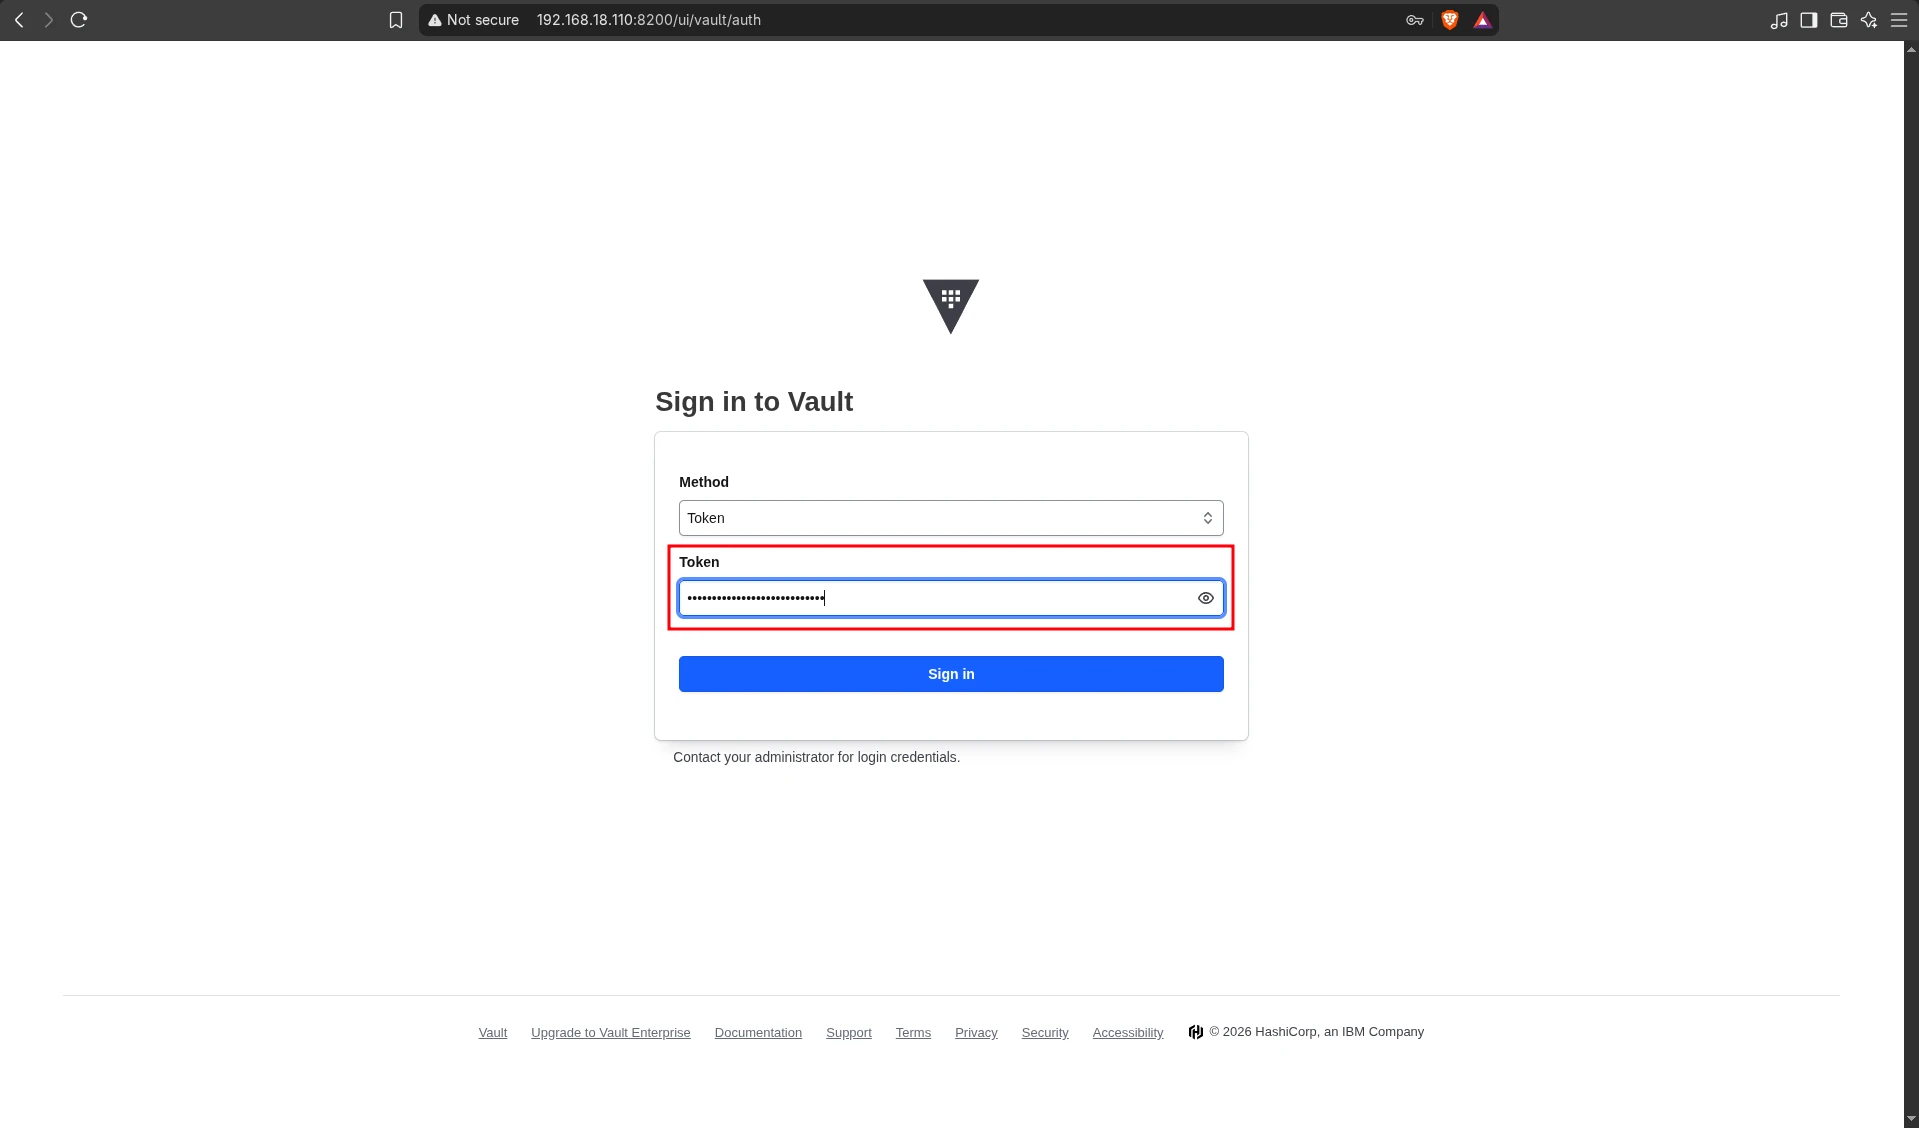 Not secure 192.168.18.110:8200/ui/vault/auth
Sign in to Vault
Method
Token
Token
••••••••••••••••••••••••••••
Sign in
Contact your administrator for login credentials.
Vault Upgrade to Vault Enterprise Documentation Support Terms Privacy Security Accessibility © 2026 HashiCorp, an IBM Company